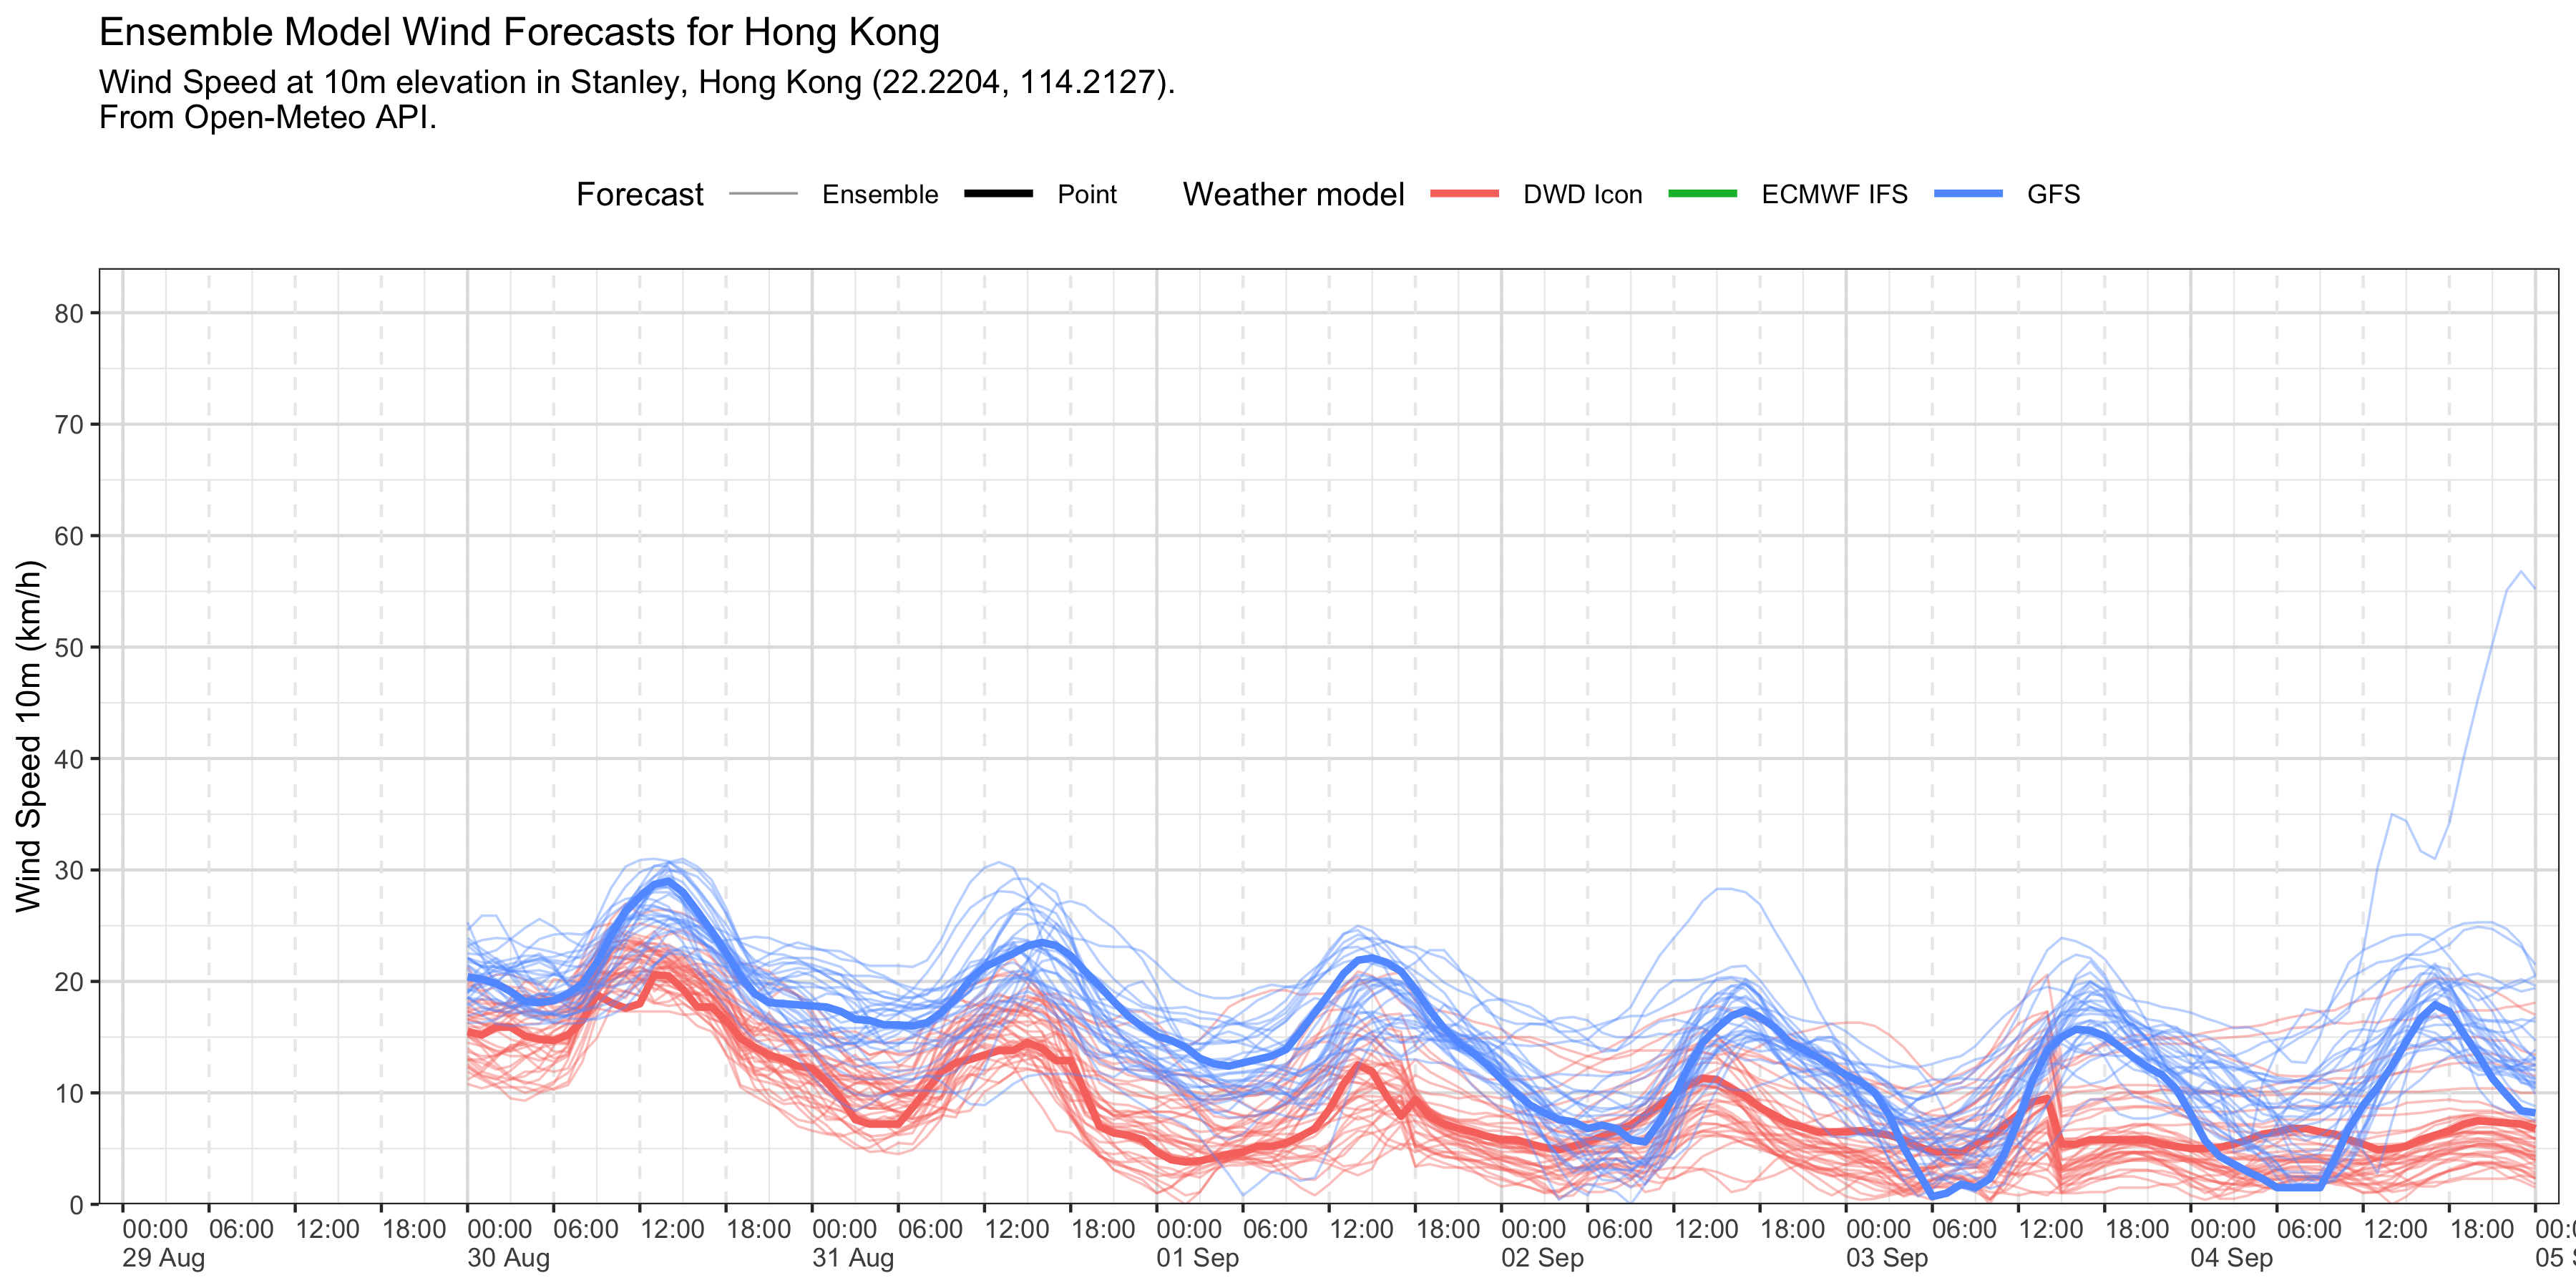 Ensemble Model Wind Forecasts for Hong Kong
Wind Speed at 10m elevation in Stanley, Hong Kong (22.2204, 114.2127).
From Open-Meteo API.
Forecast Ensemble Point Weather model DWD Icon ECMWF IFS GFS
Wind Speed 10m (km/h)
80
70
60
50
40
30
20
10
0
00:00 06:00 12:00 18:00 00:00 06:00 12:00 18:00 00:00 06:00 12:00 18:00 00:00 06:00 12:00 18:00 00:00 06:00 12:00 18:00 00:00 06:00 12:00 18:00 00:00 06:00 12:00 18:00
29 Aug 30 Aug 31 Aug 01 Sep 02 Sep 03 Sep 04 Sep 05